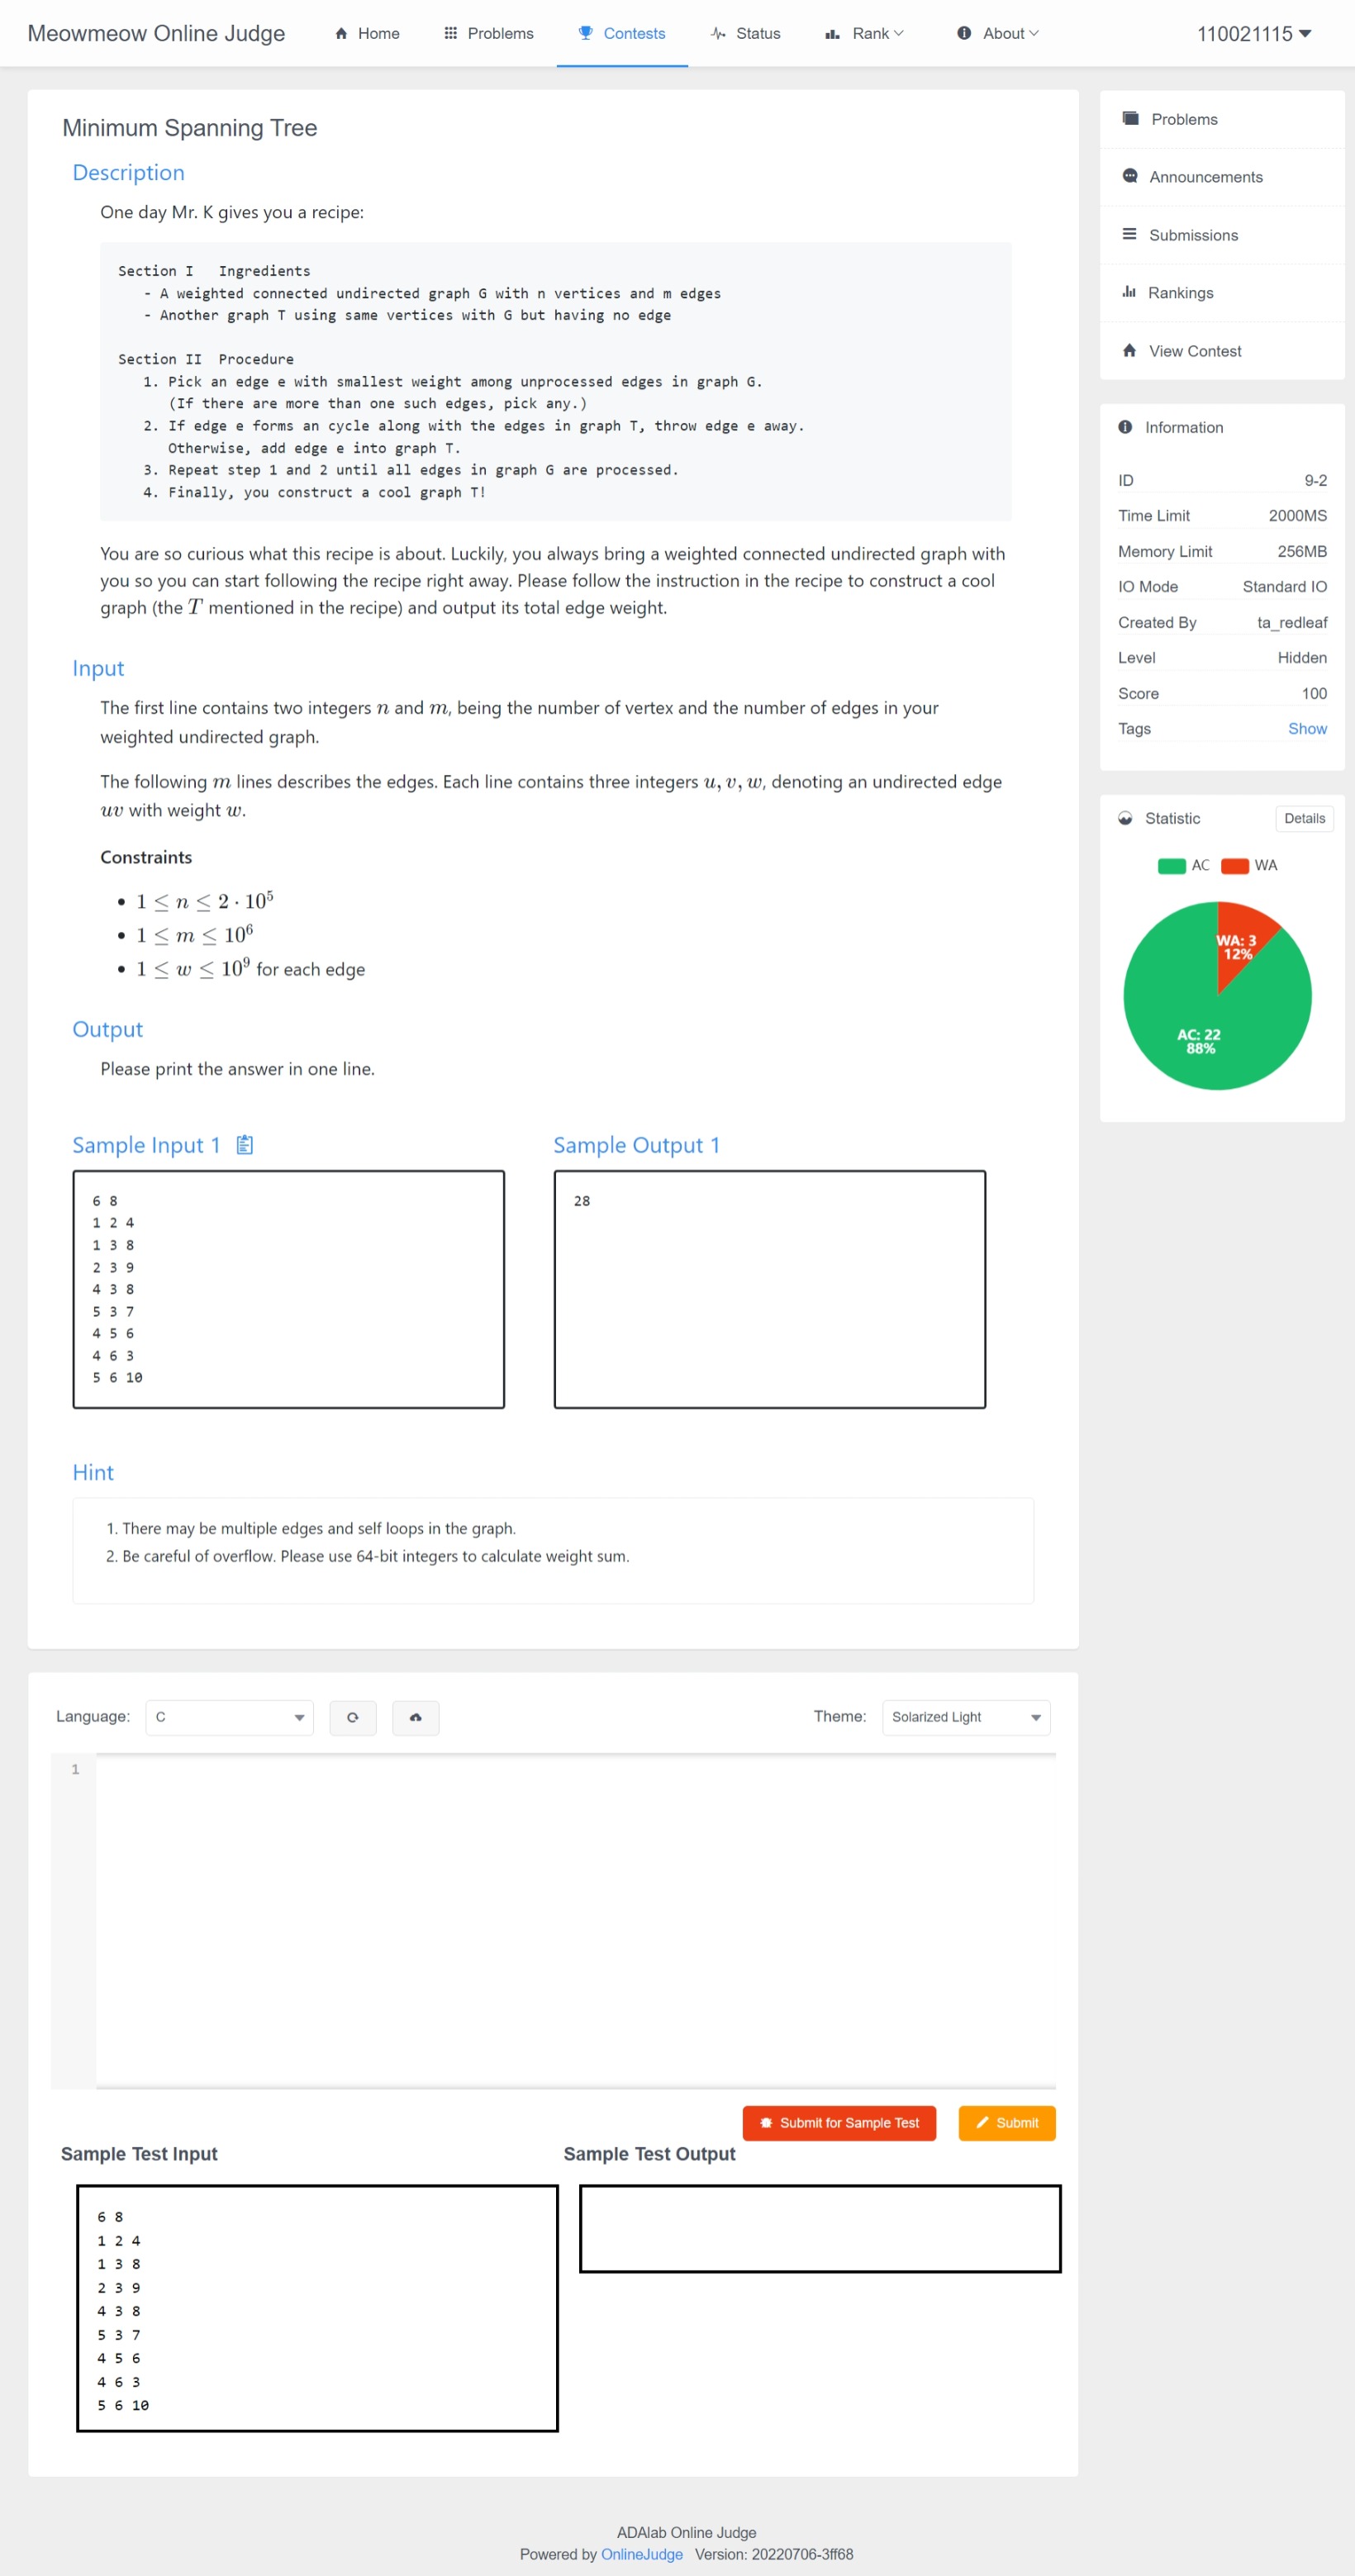 Meowmeow Online Judge
Home
Problems
Contests
Status
Rank
About
110021115
Minimum Spanning Tree
Description
One day Mr. K gives you a recipe:
Section I   Ingredients
- A weighted connected undirected graph G with n vertices and m edges
- Another graph T using same vertices with G but having no edge
Section II  Procedure
1. Pick an edge e with smallest weight among unprocessed edges in graph G.
(If there are more than one such edges, pick any.)
2. If edge e forms an cycle along with the edges in graph T, throw edge e away.
Otherwise, add edge e into graph T.
3. Repeat step 1 and 2 until all edges in graph G are processed.
4. Finally, you construct a cool graph T!
You are so curious what this recipe is about. Luckily, you always bring a weighted connected undirected graph with
you so you can start following the recipe right away. Please follow the instruction in the recipe to construct a cool
graph (the T mentioned in the recipe) and output its total edge weight.
Input
The first line contains two integers n and m, being the number of vertex and the number of edges in your
weighted undirected graph.
The following m lines describes the edges. Each line contains three integers u, v, w, denoting an undirected edge
uv with weight w.
Constraints
• 1 ≤ n ≤ 2 · 10⁵
• 1 ≤ m ≤ 10⁶
• 1 ≤ w ≤ 10⁹ for each edge
Output
Please print the answer in one line.
Sample Input 1
6 8
1 2 4
1 3 8
2 3 9
4 3 8
5 3 7
4 5 6
4 6 3
5 6 10
Sample Output 1
28
Hint
1. There may be multiple edges and self loops in the graph.
2. Be careful of overflow. Please use 64-bit integers to calculate weight sum.
Language:
C
Theme:
Solarized Light
1
Submit for Sample Test
Submit
Sample Test Input
6 8
1 2 4
1 3 8
2 3 9
4 3 8
5 3 7
4 5 6
4 6 3
5 6 10
Sample Test Output
Problems
Announcements
Submissions
Rankings
View Contest
Information
ID 9-2
Time Limit 2000MS
Memory Limit 256MB
IO Mode Standard IO
Created By ta_redleaf
Level Hidden
Score 100
Tags Show
Statistic
Details
AC WA
WA: 3
12%
AC: 22
88%
ADAlab Online Judge
Powered by OnlineJudge Version: 20220706-3ff68